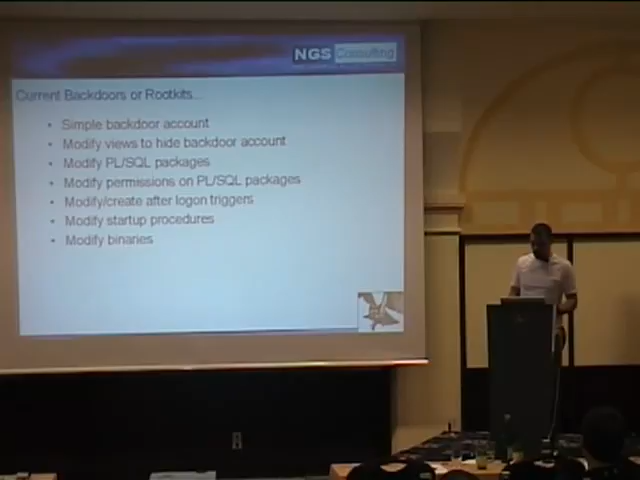 NGS Consulting
Current Backdoors or Rootkits...
• Simple backdoor account
• Modify views to hide backdoor account
• Modify PL/SQL packages
• Modify permissions on PL/SQL packages
• Modify/create after logon triggers
• Modify startup procedures
• Modify binaries